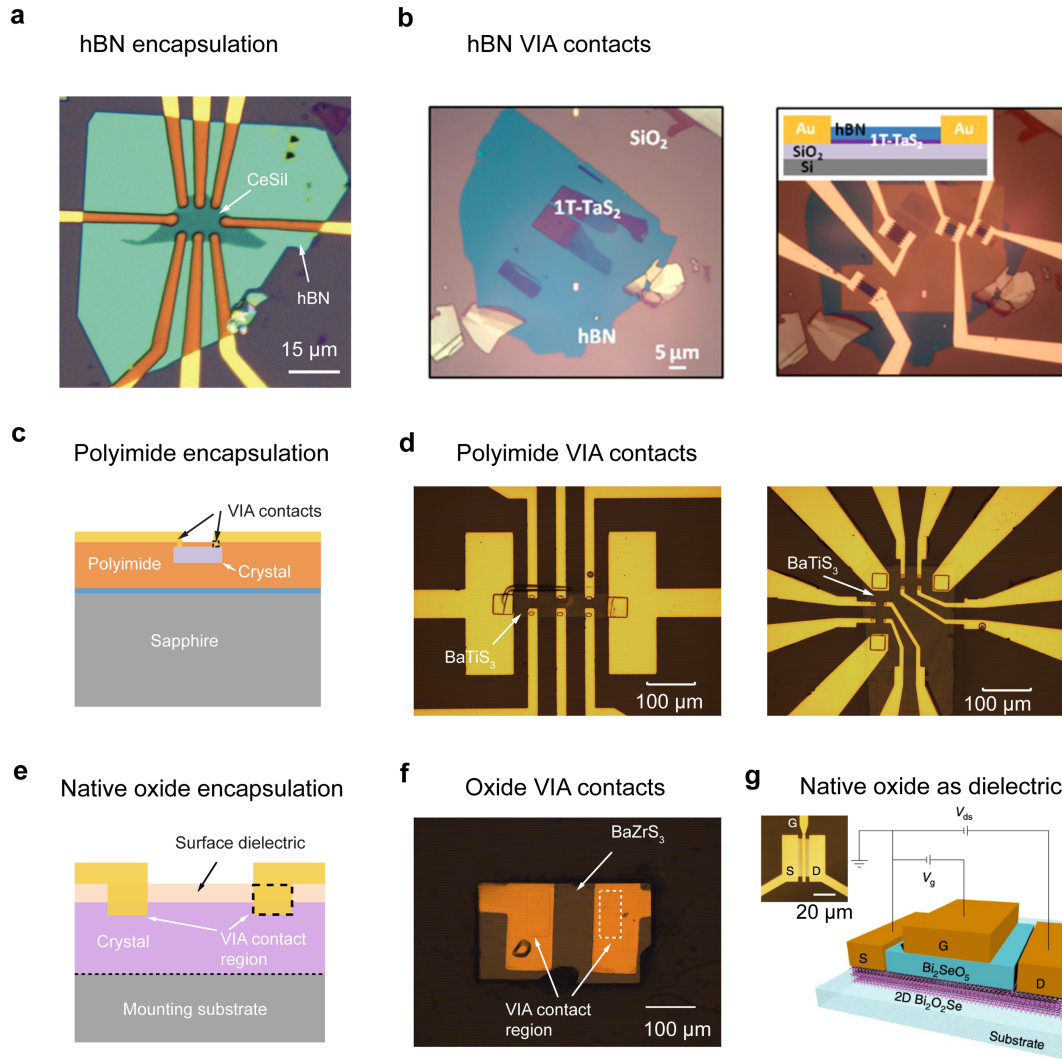 a
hBN encapsulation
CeSiI
hBN
15 µm
b
hBN VIA contacts
SiO₂
1T-TaS₂
hBN
5 µm
Au
hBN
Au
1T-TaS₂
SiO₂
Si
c
Polyimide encapsulation
VIA contacts
Polyimide
Crystal
Sapphire
d
Polyimide VIA contacts
BaTiS₃
100 µm
BaTiS₃
100 µm
e
Native oxide encapsulation
Surface dielectric
Crystal
VIA contact
region
Mounting substrate
f
Oxide VIA contacts
BaZrS₃
VIA contact
region
100 µm
g
Native oxide as dielectric
G
S
D
20 µm
V_ds
V_g
S
G
D
Bi₂SeO₅
2D Bi₂O₂Se
Substrate